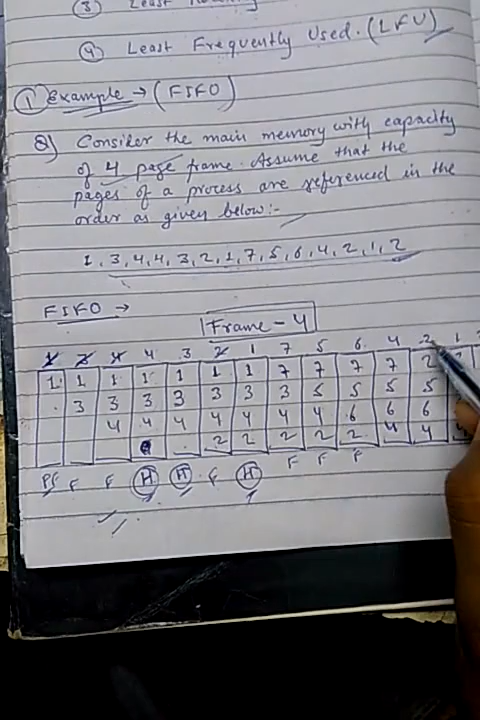 ③ Least
④ Least Frequently Used. (LFU)
① Example → (FIFO)
Q) Consider the main memory with capacity
of 4 page frame. Assume that the
pages of a process are referenced in the
order as given below:-
1, 3, 4, 4, 3, 2, 1, 7, 5, 6, 4, 2, 1, 2
FIFO →
Frame - 4
1 3 4 4 3 2 1 7 5 6 4 2 1
1 1 1 1 1 1 1 7 7 7 7 2
3 3 3 3 3 3 3 5 5 5 5
4 4 4 4 4 4 4 6 6 6
2 2 2 2 2 4 4
PF F F H H F H F F F